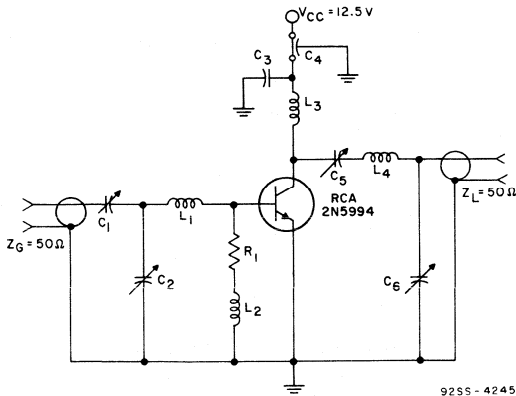 VCC = 12.5 V
C3
C4
L3
C5
L4
ZL = 50Ω
RCA
2N5994
C1
L1
ZG = 50Ω
R1
C2
C6
L2
92SS - 4245